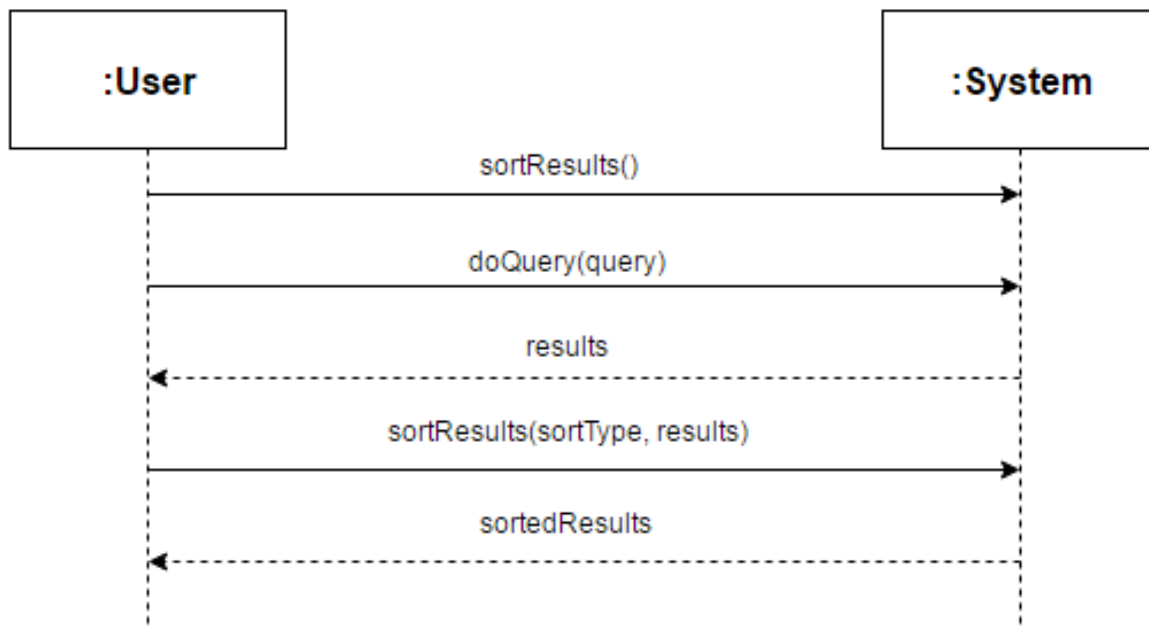 :User
:System
sortResults()
doQuery(query)
results
sortResults(sortType, results)
sortedResults